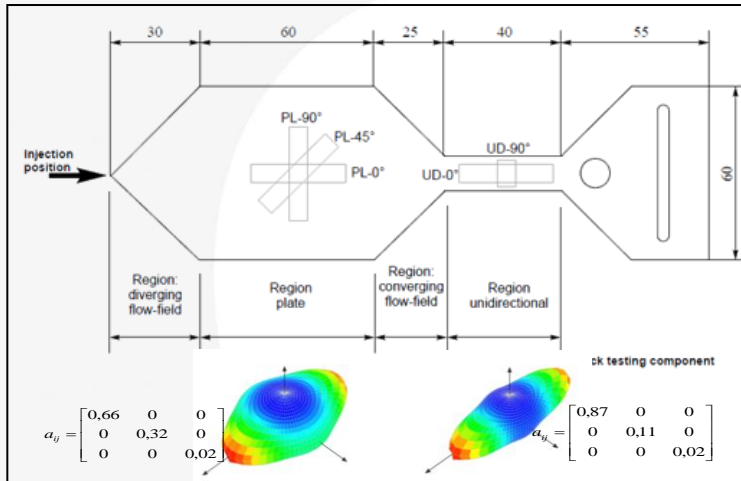 30 60 25 40 55
PL-90°
PL-45°
PL-0°
UD-90°
UD-0°
Injection
position
60
Region:
diverging
flow-field
Region
plate
Region:
converging
flow-field
Region
unidirectional
ck testing component
a_ij = [0,66 0 0
0 0,32 0
0 0 0,02]
a_ij = [0,87 0 0
0 0,11 0
0 0 0,02]